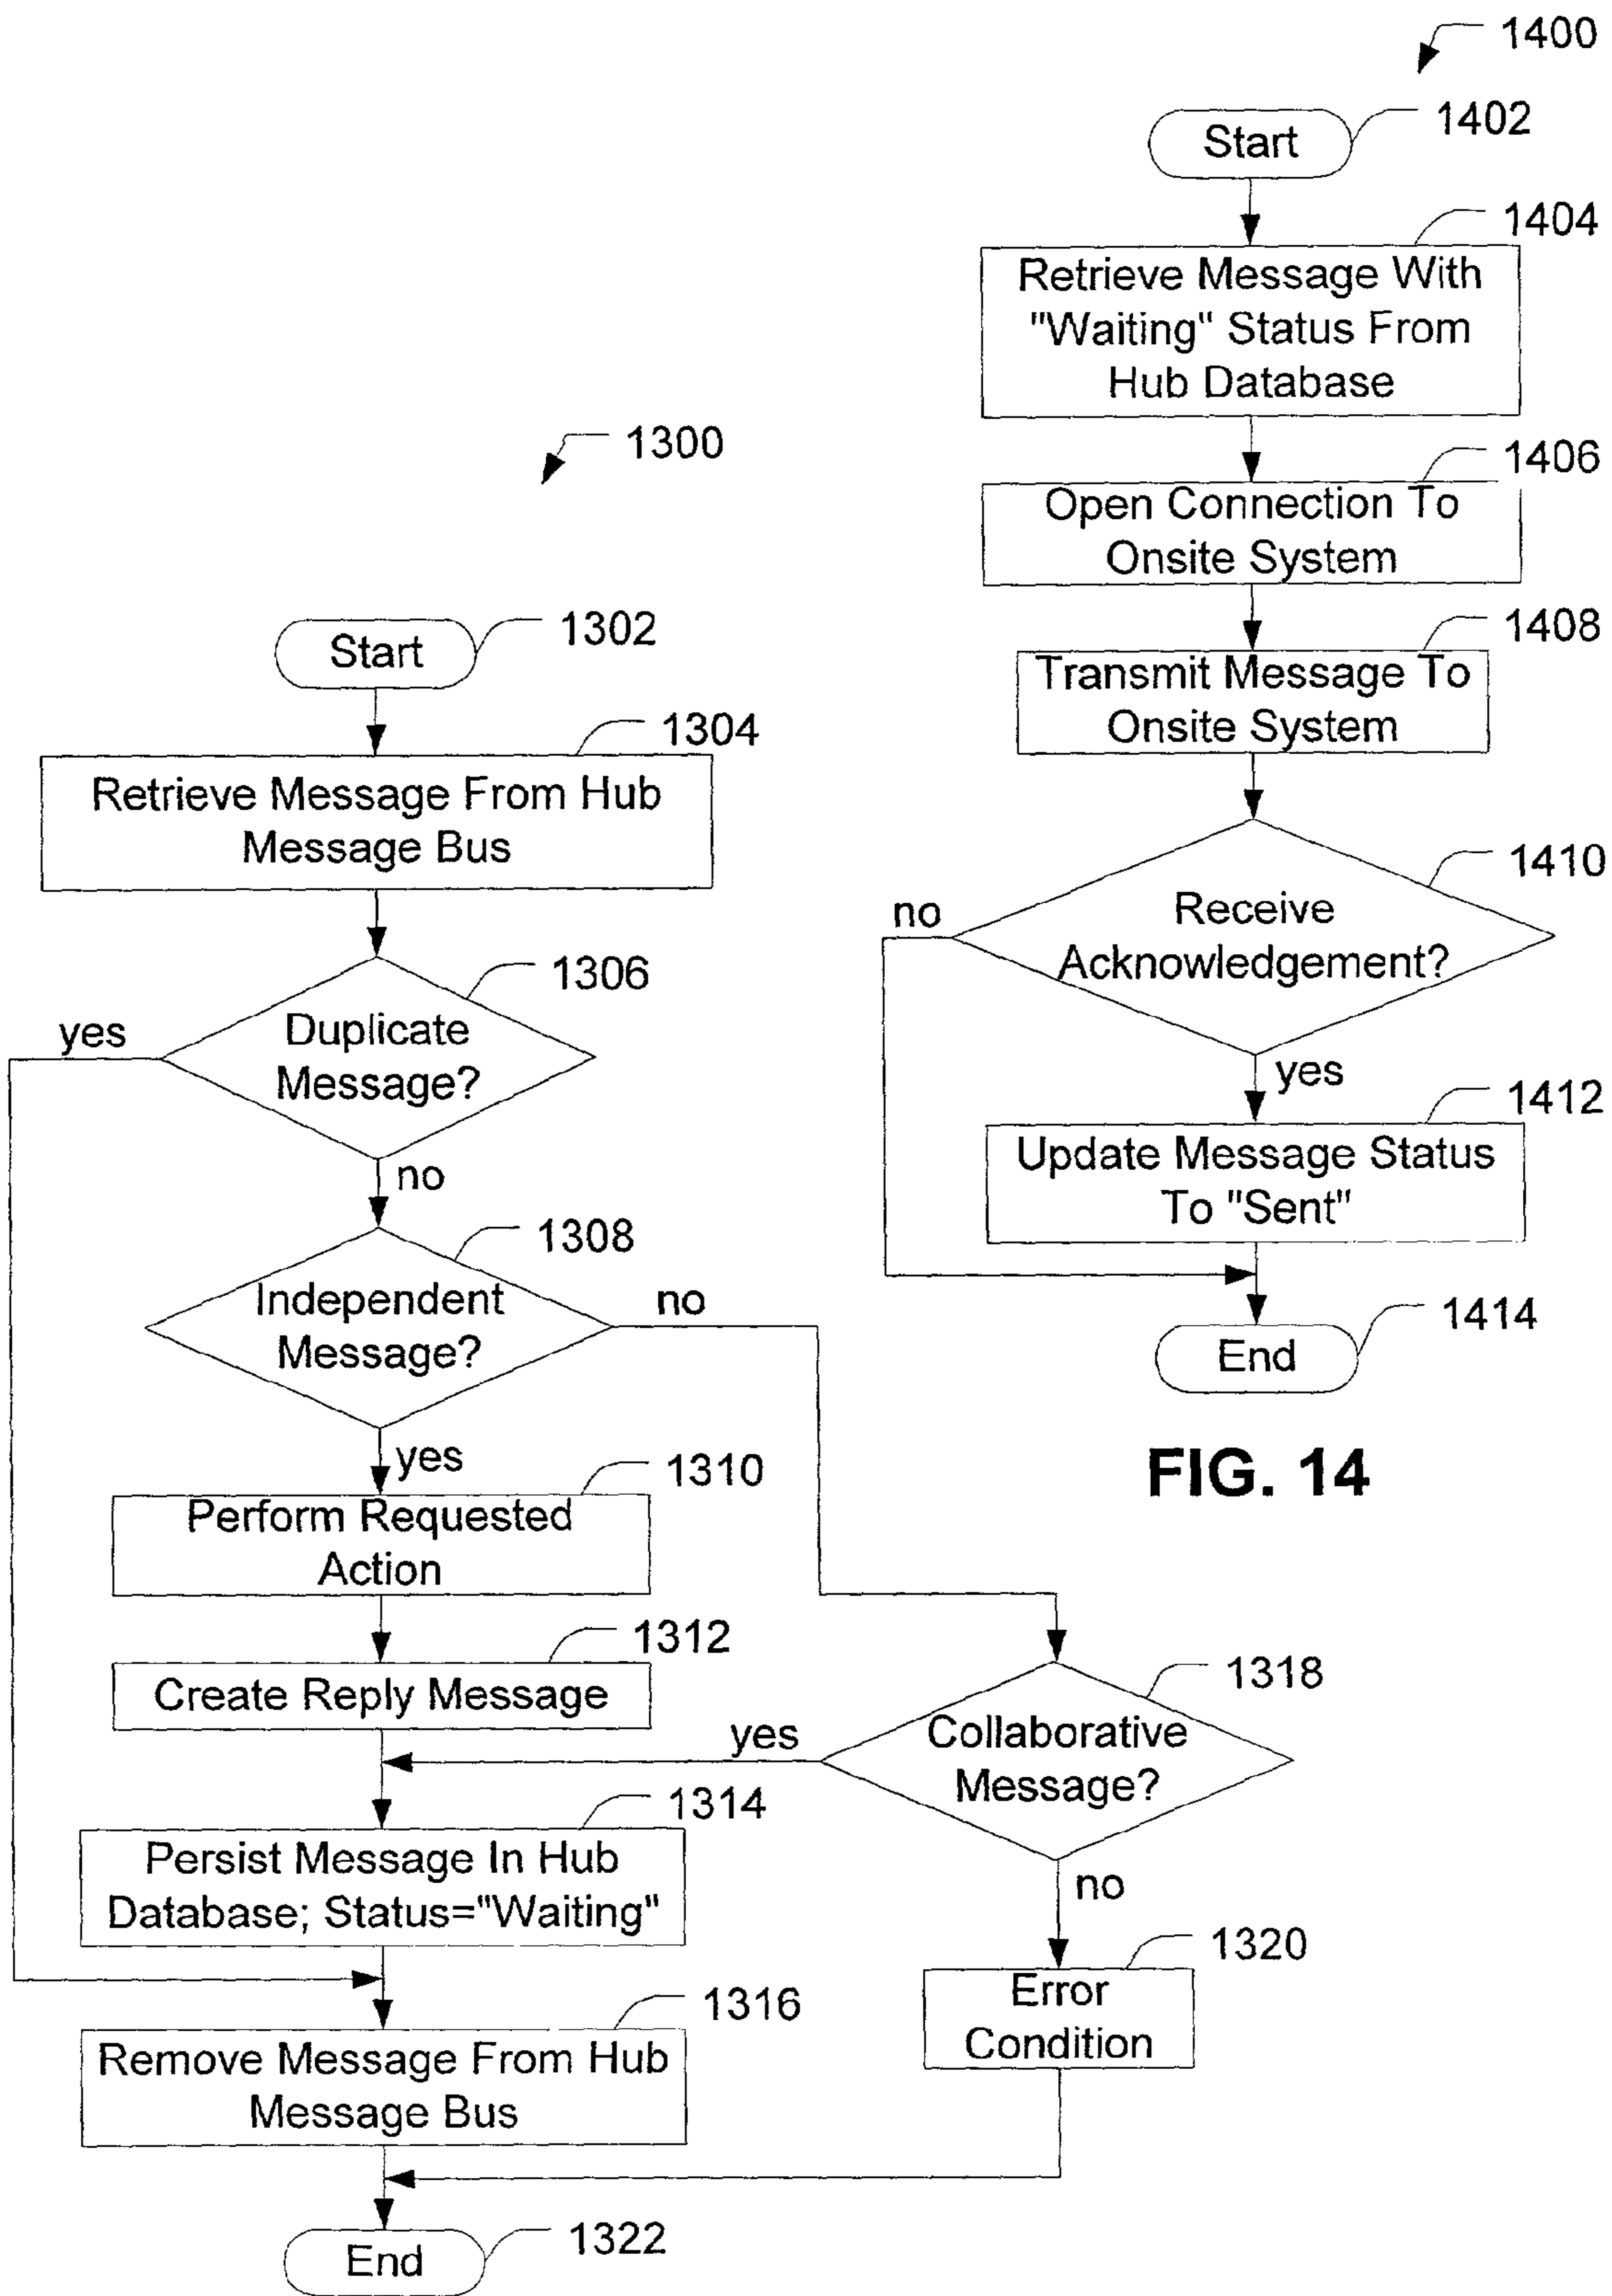 1300
Start
1302
1304
Retrieve Message From Hub
Message Bus
1306
Duplicate
Message?
yes
no
1308
Independent
Message?
no
yes
1310
Perform Requested
Action
1312
Create Reply Message
1318
Collaborative
Message?
yes
no
1314
Persist Message In Hub
Database; Status="Waiting"
1320
Error
Condition
1316
Remove Message From Hub
Message Bus
End
1322
1400
Start
1402
1404
Retrieve Message With
"Waiting" Status From
Hub Database
1406
Open Connection To
Onsite System
1408
Transmit Message To
Onsite System
1410
Receive
Acknowledgement?
no
yes
1412
Update Message Status
To "Sent"
1414
End
FIG. 14